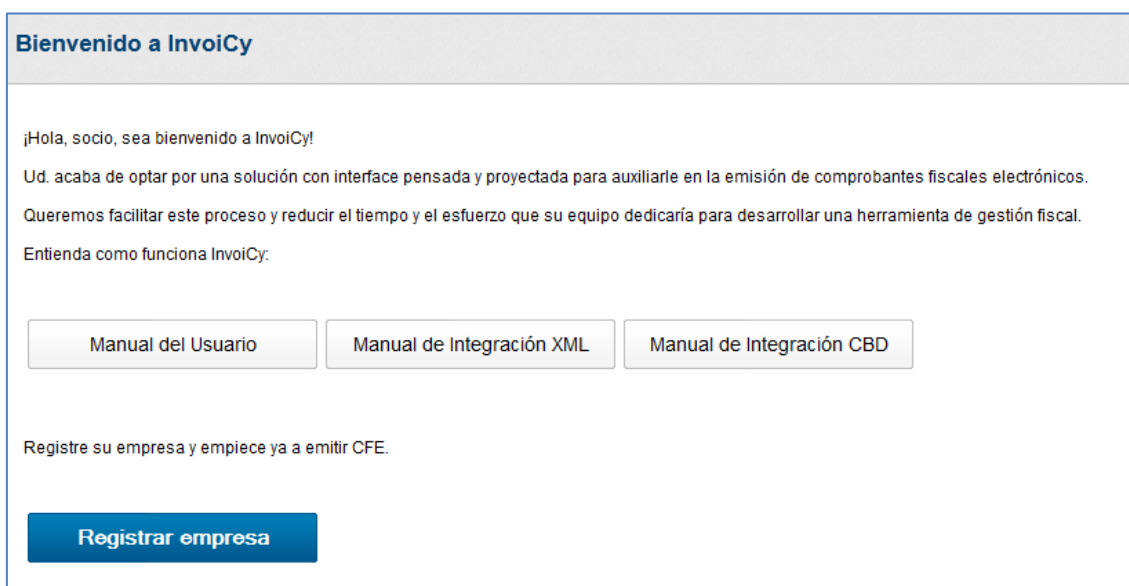 Bienvenido a InvoiCy
¡Hola, socio, sea bienvenido a InvoiCy!
Ud. acaba de optar por una solución con interface pensada y proyectada para auxiliarle en la emisión de comprobantes fiscales electrónicos.
Queremos facilitar este proceso y reducir el tiempo y el esfuerzo que su equipo dedicaría para desarrollar una herramienta de gestión fiscal.
Entienda como funciona InvoiCy:
Manual del Usuario Manual de Integración XML Manual de Integración CBD
Registre su empresa y empiece ya a emitir CFE.
Registrar empresa